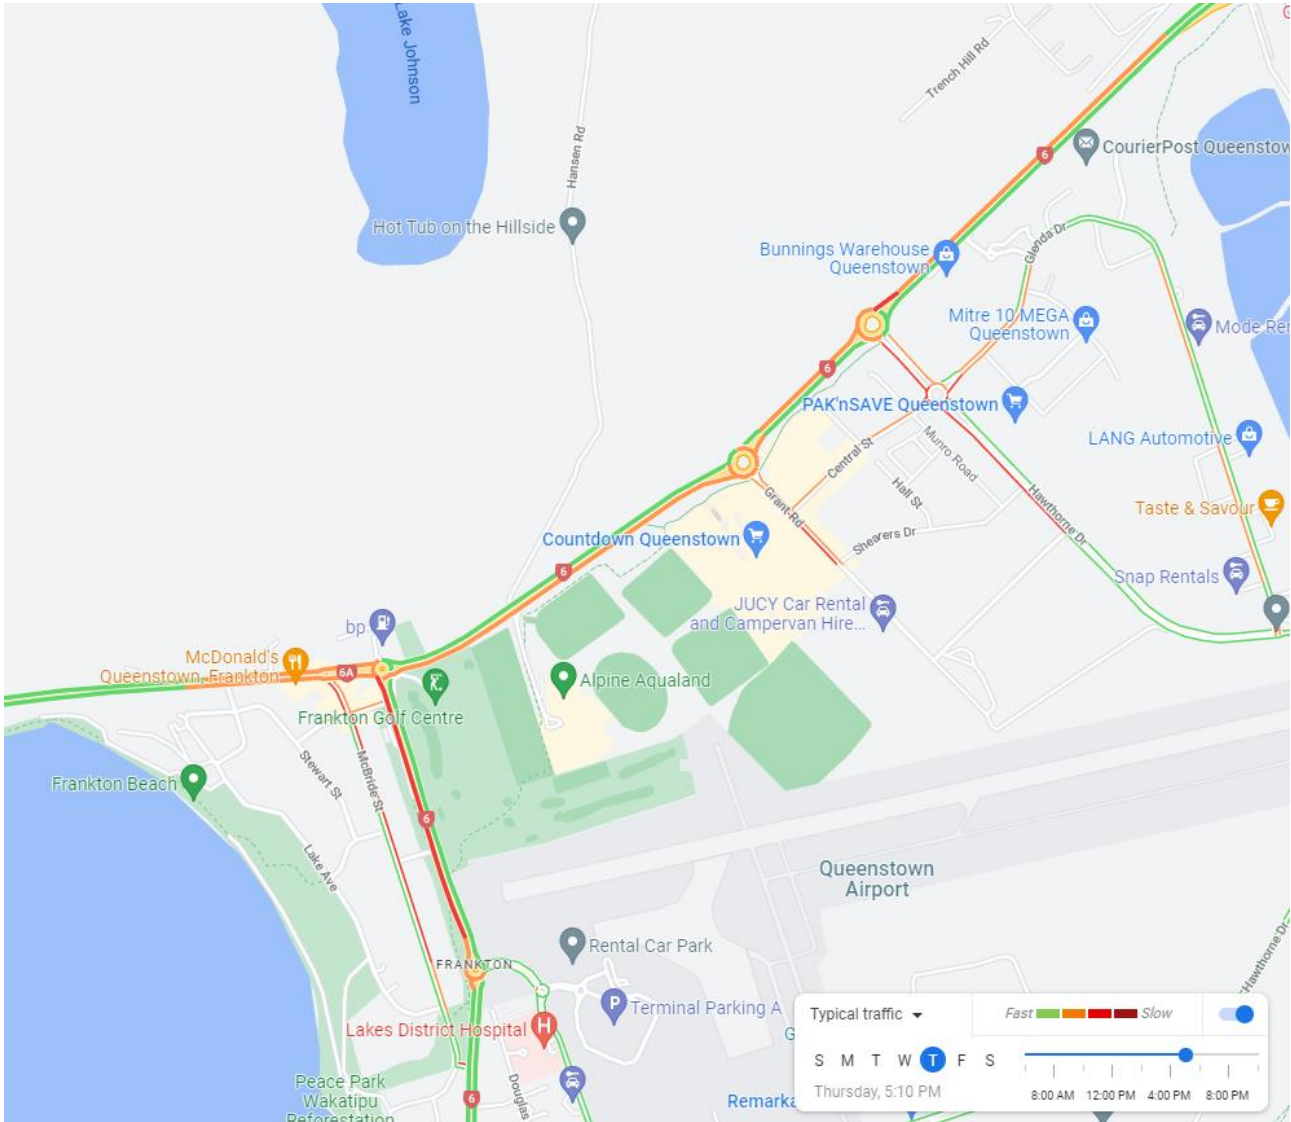 Lake Johnson
G
Trench Hill Rd
Hansen Rd
6
CourierPost Queenstow
Hot Tub on the Hillside
Glenda Dr
Bunnings Warehouse
Queenstown
Mitre 10 MEGA
Queenstown
Mode Re
6
PAK'nSAVE Queenstown
LANG Automotive
Central St
Munro Road
Hall St
Grant Rd
Hawthorne Dr
Taste & Savour
Countdown Queenstown
Shearers Dr
6
Snap Rentals
JUCY Car Rental
and Campervan Hire...
bp
McDonald's
Queenstown, Frankton
6A
Alpine Aqualand
Frankton Golf Centre
Stewart St
McBride St
Frankton Beach
6
Lake Ave
Queenstown
Airport
Rental Car Park
FRANKTON
Hawthorne Dr
P
Terminal Parking A
Lakes District Hospital
H
G
Douglas
Peace Park
Wakatipu
Reforestation
6
Remarka
Typical traffic
Fast
Slow
S M T W T F S
Thursday, 5:10 PM
8:00 AM 12:00 PM 4:00 PM 8:00 PM